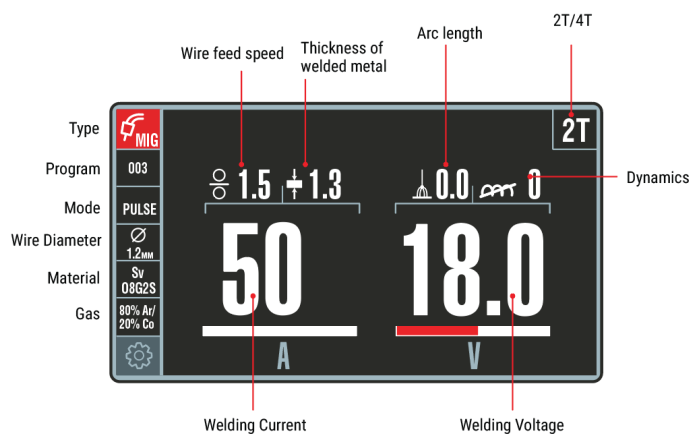 2T/4T
Arc length
Thickness of
welded metal
Wire feed speed
Type
MIG
2T
Program
003
1.5
1.3
0.0
0
Dynamics
Mode
PULSE
Wire Diameter
Ø
1.2мм
50
18.0
Material
Sv
08G2S
Gas
80% Ar/
20% Co
A
V
Welding Current
Welding Voltage